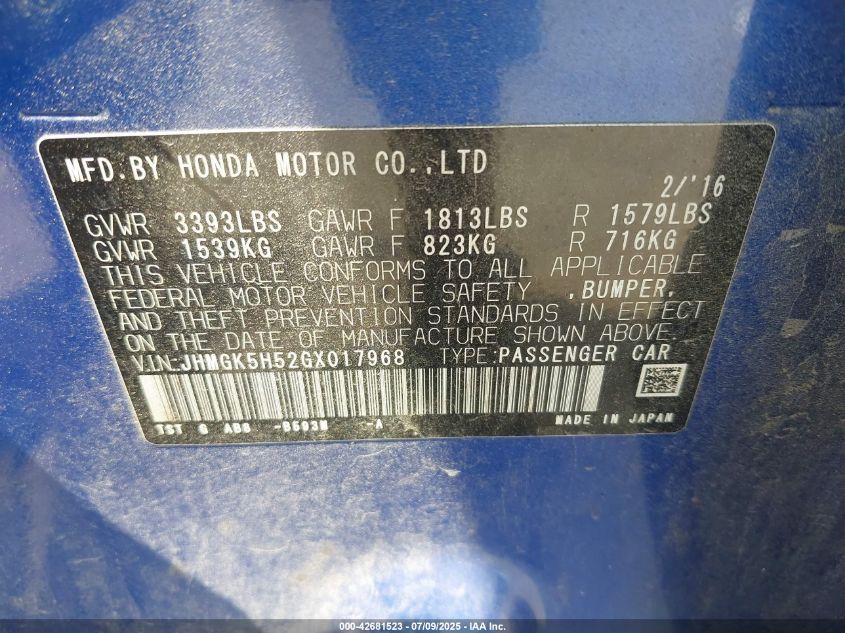 MFD.BY HONDA MOTOR CO.,LTD
2/'16
GVWR 3393LBS GAWR F 1813LBS R 1579LBS
GVWR 1539KG GAWR F 823KG R 716KG
THIS VEHICLE CONFORMS TO ALL APPLICABLE
FEDERAL MOTOR VEHICLE SAFETY ,BUMPER,
AND THEFT PREVENTION STANDARDS IN EFFECT
ON THE DATE OF MANUFACTURE SHOWN ABOVE.
V.I.N:JHMGK5H52GX017968 TYPE:PASSENGER CAR
TST -A MADE IN JAPAN
000-42681523 - 07/09/2025 - IAA Inc.